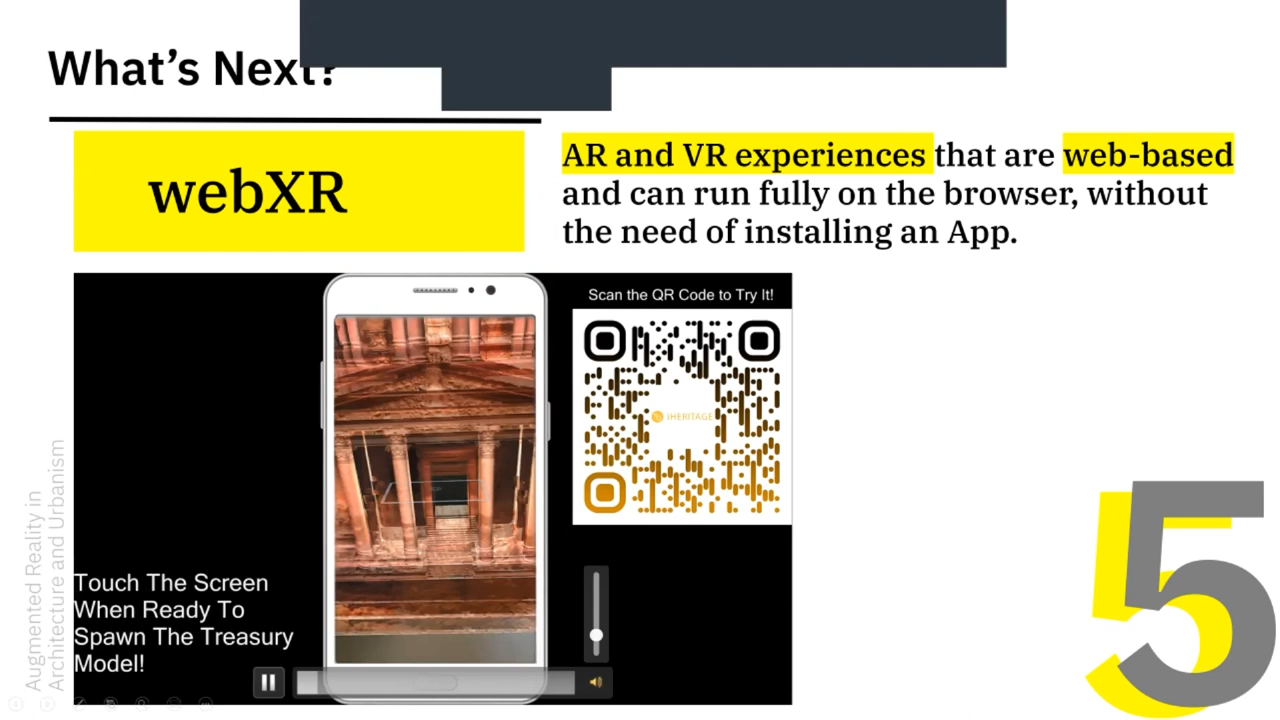 What's Next?
webXR
AR and VR experiences that are web-based
and can run fully on the browser, without
the need of installing an App.
Scan the QR Code to Try It!
iHERITAGE
Touch The Screen
When Ready To
Spawn The Treasury
Model!
Augmented Reality in
Architecture and Urbanism
5